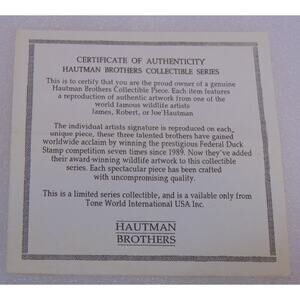 CERTIFICATE OF AUTHENTICITY
HAUTMAN BROTHERS COLLECTIBLE SERIES
This is to certify that you are the proud owner of a genuine
Hautman Brothers Collectible Piece. Each item features
a reproduction of authentic artwork from one of the
world famous wildlife artists
James, Robert, or Joe Hautman
The individual artists signature is reproduced on each
unique piece, these three talented brothers have gained
worldwide acclaim by winning the prestigious Federal Duck
Stamp competition seven times since 1989. Now they've added
their award-winning wildlife artwork to this collectible
series. Each spectacular piece has been crafted
with uncompromising quality.
This is a limited series collectible, and is a vailable only from
Tone World International USA Inc.
HAUTMAN
BROTHERS